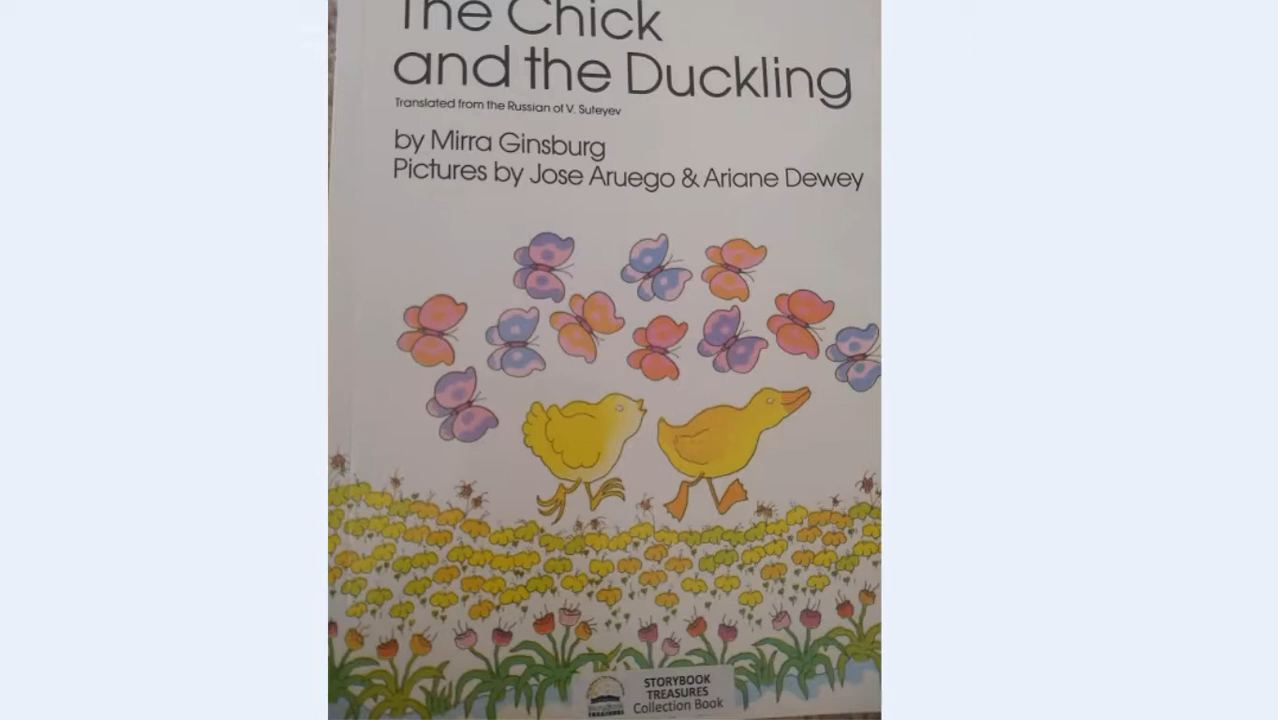 The Chick
and the Duckling
Translated from the Russian of V. Suteyev
by Mirra Ginsburg
Pictures by Jose Aruego & Ariane Dewey
STORYBOOK
TREASURES
Collection Book